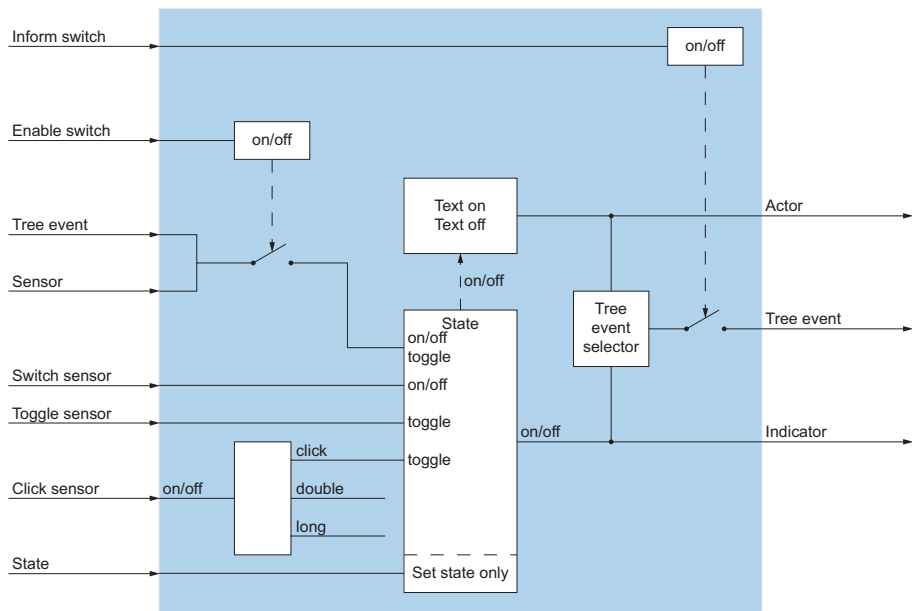 Inform switch
on/off
Enable switch
on/off
Text on
Text off
Actor
Tree event
Sensor
on/off
Tree
event
selector
Tree event
State
on/off
toggle
Switch sensor
on/off
Toggle sensor
toggle
on/off
Indicator
click
toggle
Click sensor
on/off
double
long
State
Set state only